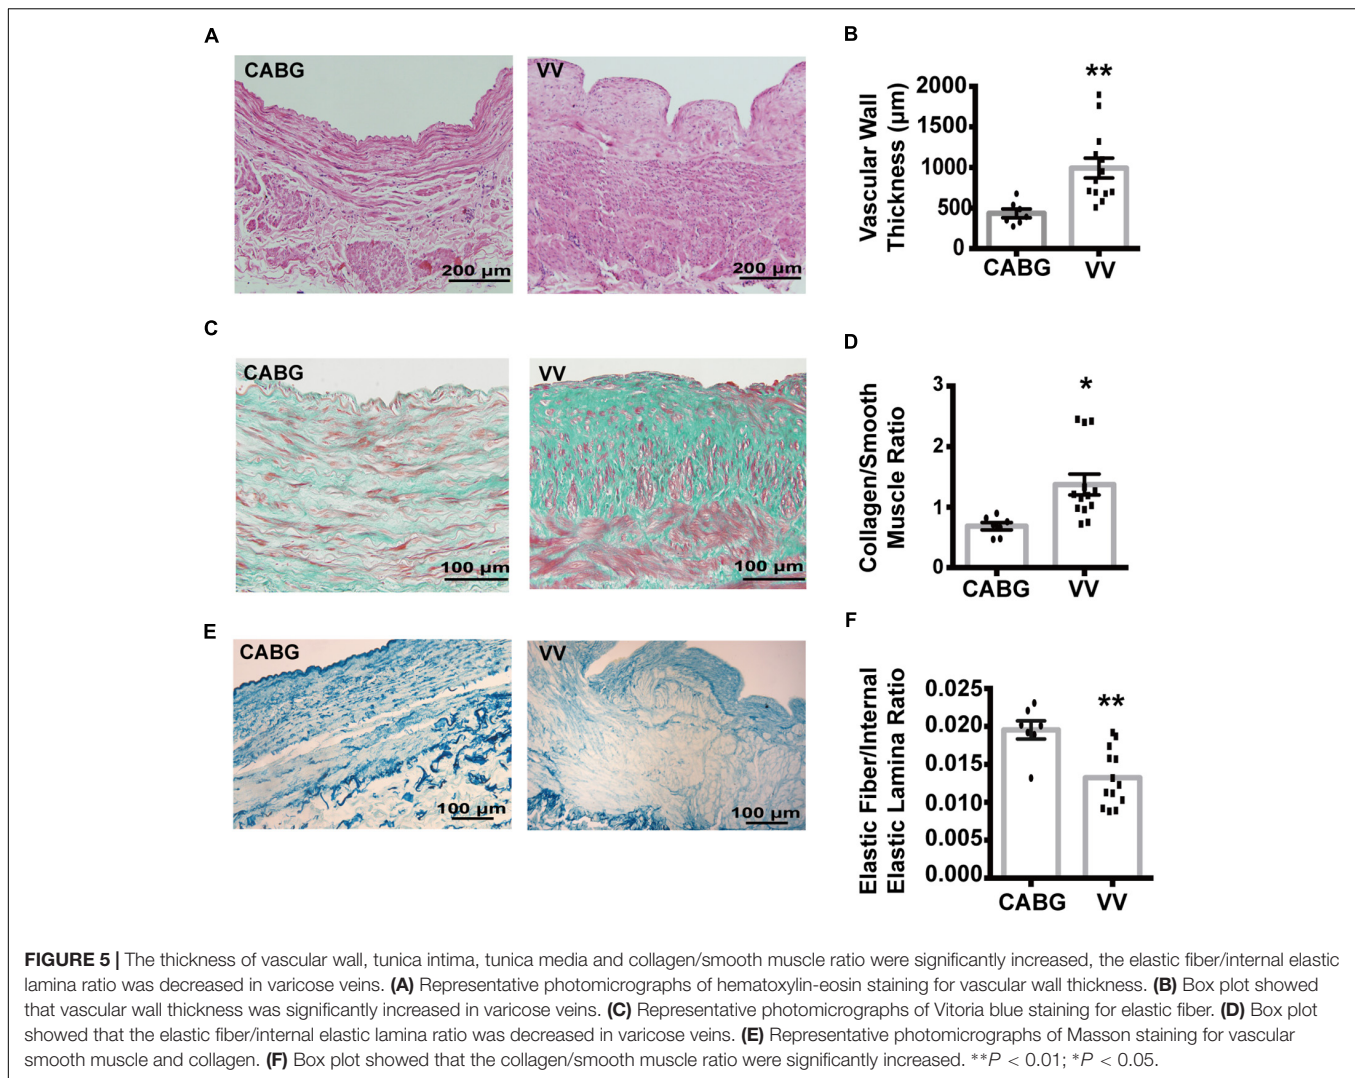 A
CABG
200 µm
VV
200 µm
B
**
Vascular Wall
Thickness (µm)
2000
1500
1000
500
0
CABG
VV
C
CABG
100 µm
VV
100 µm
D
*
Collagen/Smooth
Muscle Ratio
3
2
1
0
CABG
VV
E
CABG
100 µm
VV
100 µm
F
**
Elastic Fiber/Internal
Elastic Lamina Ratio
0.025
0.020
0.015
0.010
0.005
0.000
CABG
VV
FIGURE 5 | The thickness of vascular wall, tunica intima, tunica media and collagen/smooth muscle ratio were significantly increased, the elastic fiber/internal elastic
lamina ratio was decreased in varicose veins. (A) Representative photomicrographs of hematoxylin-eosin staining for vascular wall thickness. (B) Box plot showed
that vascular wall thickness was significantly increased in varicose veins. (C) Representative photomicrographs of Vitoria blue staining for elastic fiber. (D) Box plot
showed that the elastic fiber/internal elastic lamina ratio was decreased in varicose veins. (E) Representative photomicrographs of Masson staining for vascular
smooth muscle and collagen. (F) Box plot showed that the collagen/smooth muscle ratio were significantly increased. **P < 0.01; *P < 0.05.